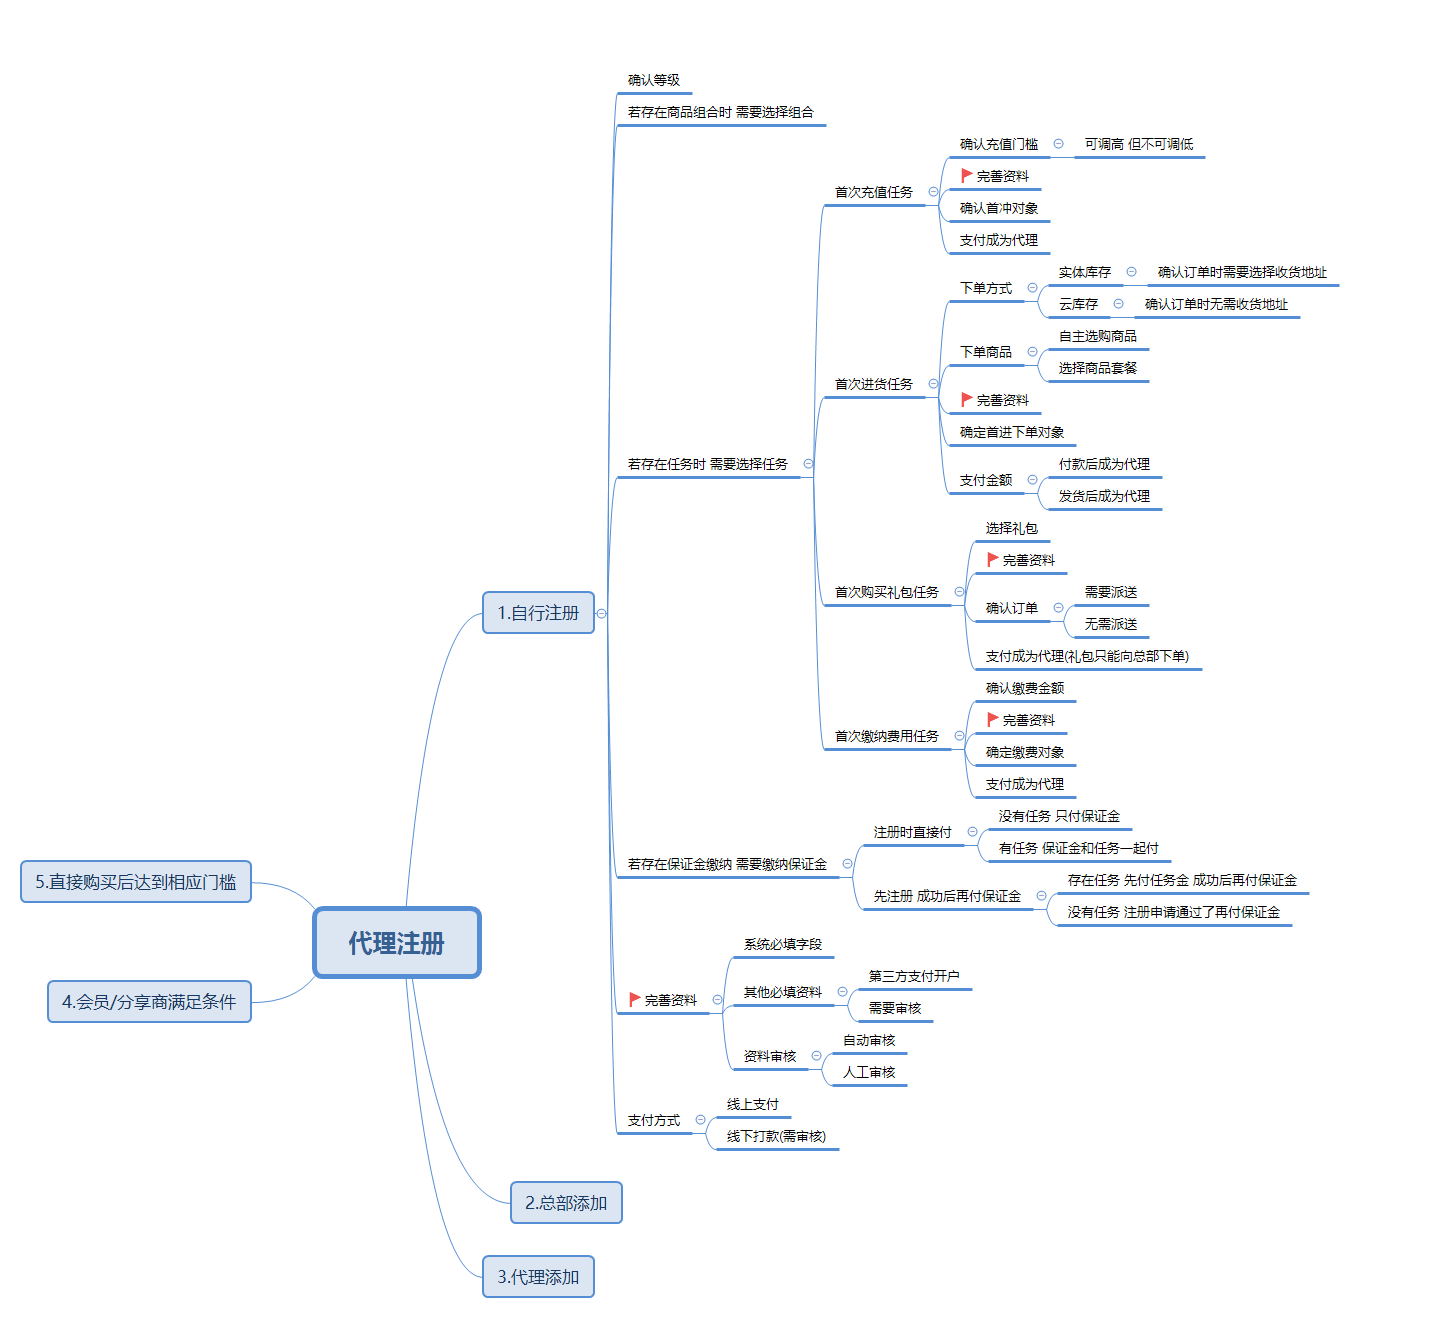 代理注册
1.自行注册
确认等级
若存在商品组合时 需要选择组合
若存在任务时 需要选择任务
首次充值任务
确认充值门槛
可调高 但不可调低
完善资料
确认首冲对象
支付成为代理
首次进货任务
下单方式
实体库存
确认订单时需要选择收货地址
云库存
确认订单时无需收货地址
下单商品
自主选购商品
选择商品套餐
完善资料
确定首进下单对象
支付金额
付款后成为代理
发货后成为代理
首次购买礼包任务
选择礼包
完善资料
确认订单
需要派送
无需派送
支付成为代理(礼包只能向总部下单)
首次缴纳费用任务
确认缴费金额
完善资料
确定缴费对象
支付成为代理
若存在保证金缴纳 需要缴纳保证金
注册时直接付
没有任务 只付保证金
有任务 保证金和任务一起付
先注册 成功后再付保证金
存在任务 先付任务金 成功后再付保证金
没有任务 注册申请通过了再付保证金
完善资料
系统必填字段
其他必填资料
第三方支付开户
需要审核
资料审核
自动审核
人工审核
支付方式
线上支付
线下打款(需审核)
2.总部添加
3.代理添加
4.会员/分享商满足条件
5.直接购买后达到相应门槛